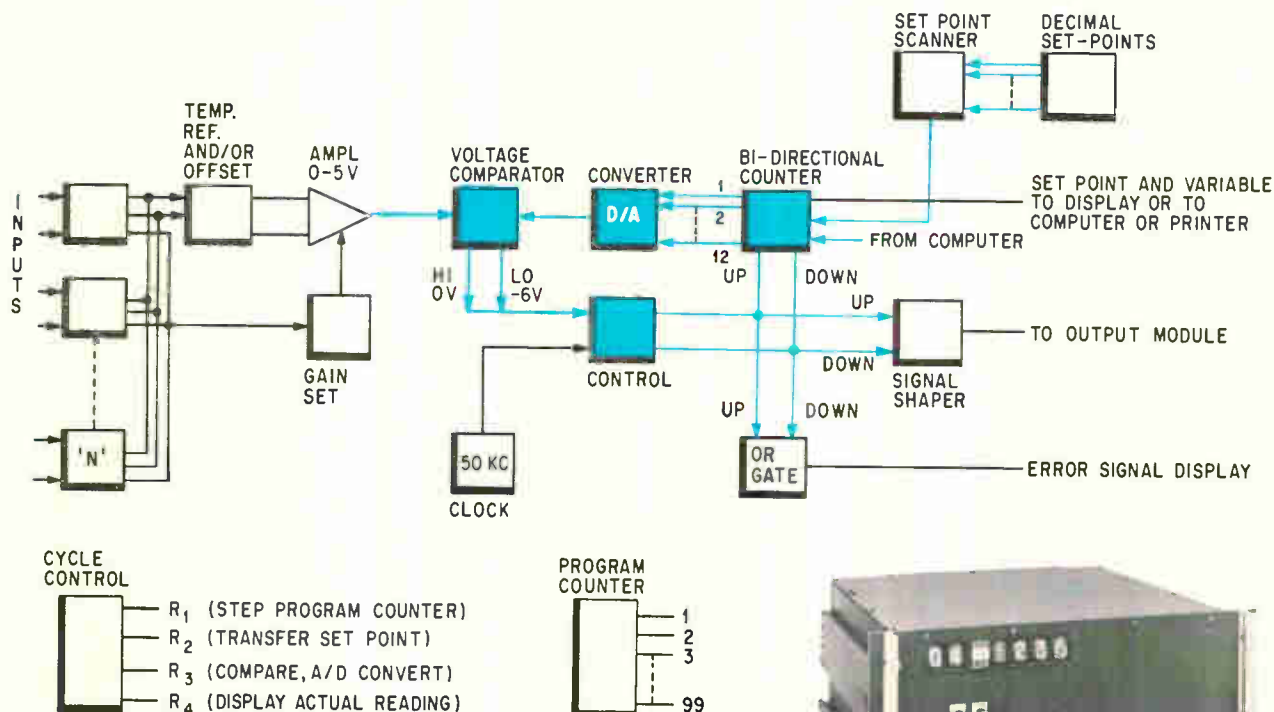 SET POINT
SCANNER
DECIMAL
SET-POINTS
TEMP.
REF.
AND/OR
OFFSET
AMPL
0-5V
VOLTAGE
COMPARATOR
CONVERTER
BI-DIRECTIONAL
COUNTER
INPUTS
D/A
1
2
12
SET POINT AND VARIABLE
TO DISPLAY OR TO
COMPUTER OR PRINTER
FROM COMPUTER
HI
0V
LO
-6V
UP
DOWN
UP
TO OUTPUT MODULE
GAIN
SET
CONTROL
DOWN
SIGNAL
SHAPER
UP
DOWN
'N'
50 KC
CLOCK
OR
GATE
ERROR SIGNAL DISPLAY
CYCLE
CONTROL
R1 (STEP PROGRAM COUNTER)
R2 (TRANSFER SET POINT)
R3 (COMPARE, A/D CONVERT)
R4 (DISPLAY ACTUAL READING)
PROGRAM
COUNTER
1
2
3
99